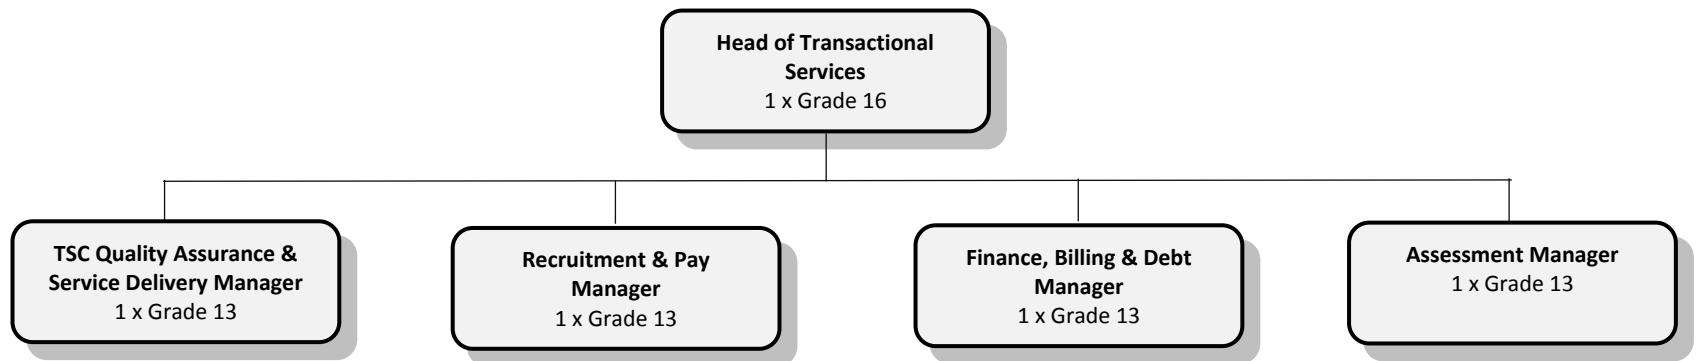 Head of Transactional
Services
1 x Grade 16
TSC Quality Assurance &
Service Delivery Manager
1 x Grade 13
Recruitment & Pay
Manager
1 x Grade 13
Finance, Billing & Debt
Manager
1 x Grade 13
Assessment Manager
1 x Grade 13